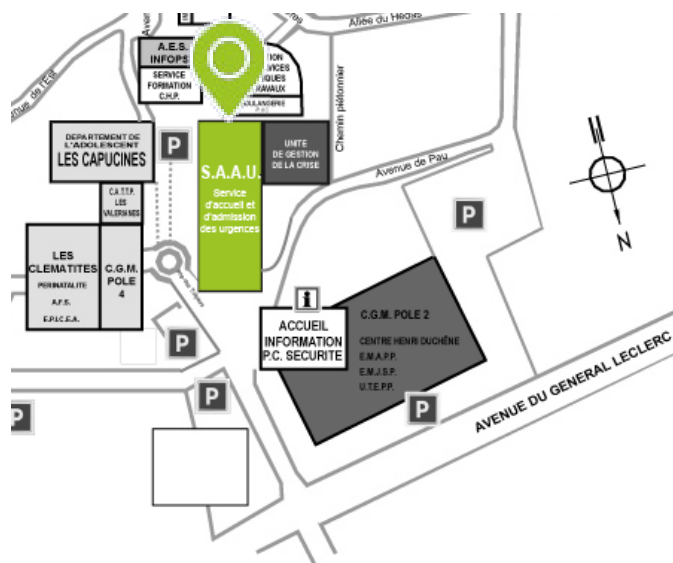 Allée du Hédas
A.E.S.
INFOPS
SERVICE
FORMATION
C.H.P.
Chemin piétonnier
DEPARTEMENT DE
L'ADOLESCENT
LES CAPUCINES
P
S.A.A.U.
Service
d'accueil et
d'admission
des urgences
UNITE
DE GESTION
DE LA CRISE
Avenue de Pau
C.A.T.T.P.
LES
VALERIANES
P
N
LES
CLEMATITES
PERINATALITE
A.F.S.
E.P.I.C.E.A.
C.G.M.
POLE
4
i
ACCUEIL
INFORMATION
P.C. SECURITE
C.G.M. POLE 2
CENTRE HENRI DUCHÊNE
E.M.A.P.P.
E.M.J.S.P.
U.T.E.P.P.
P
P
P
P
AVENUE DU GENERAL LECLERC